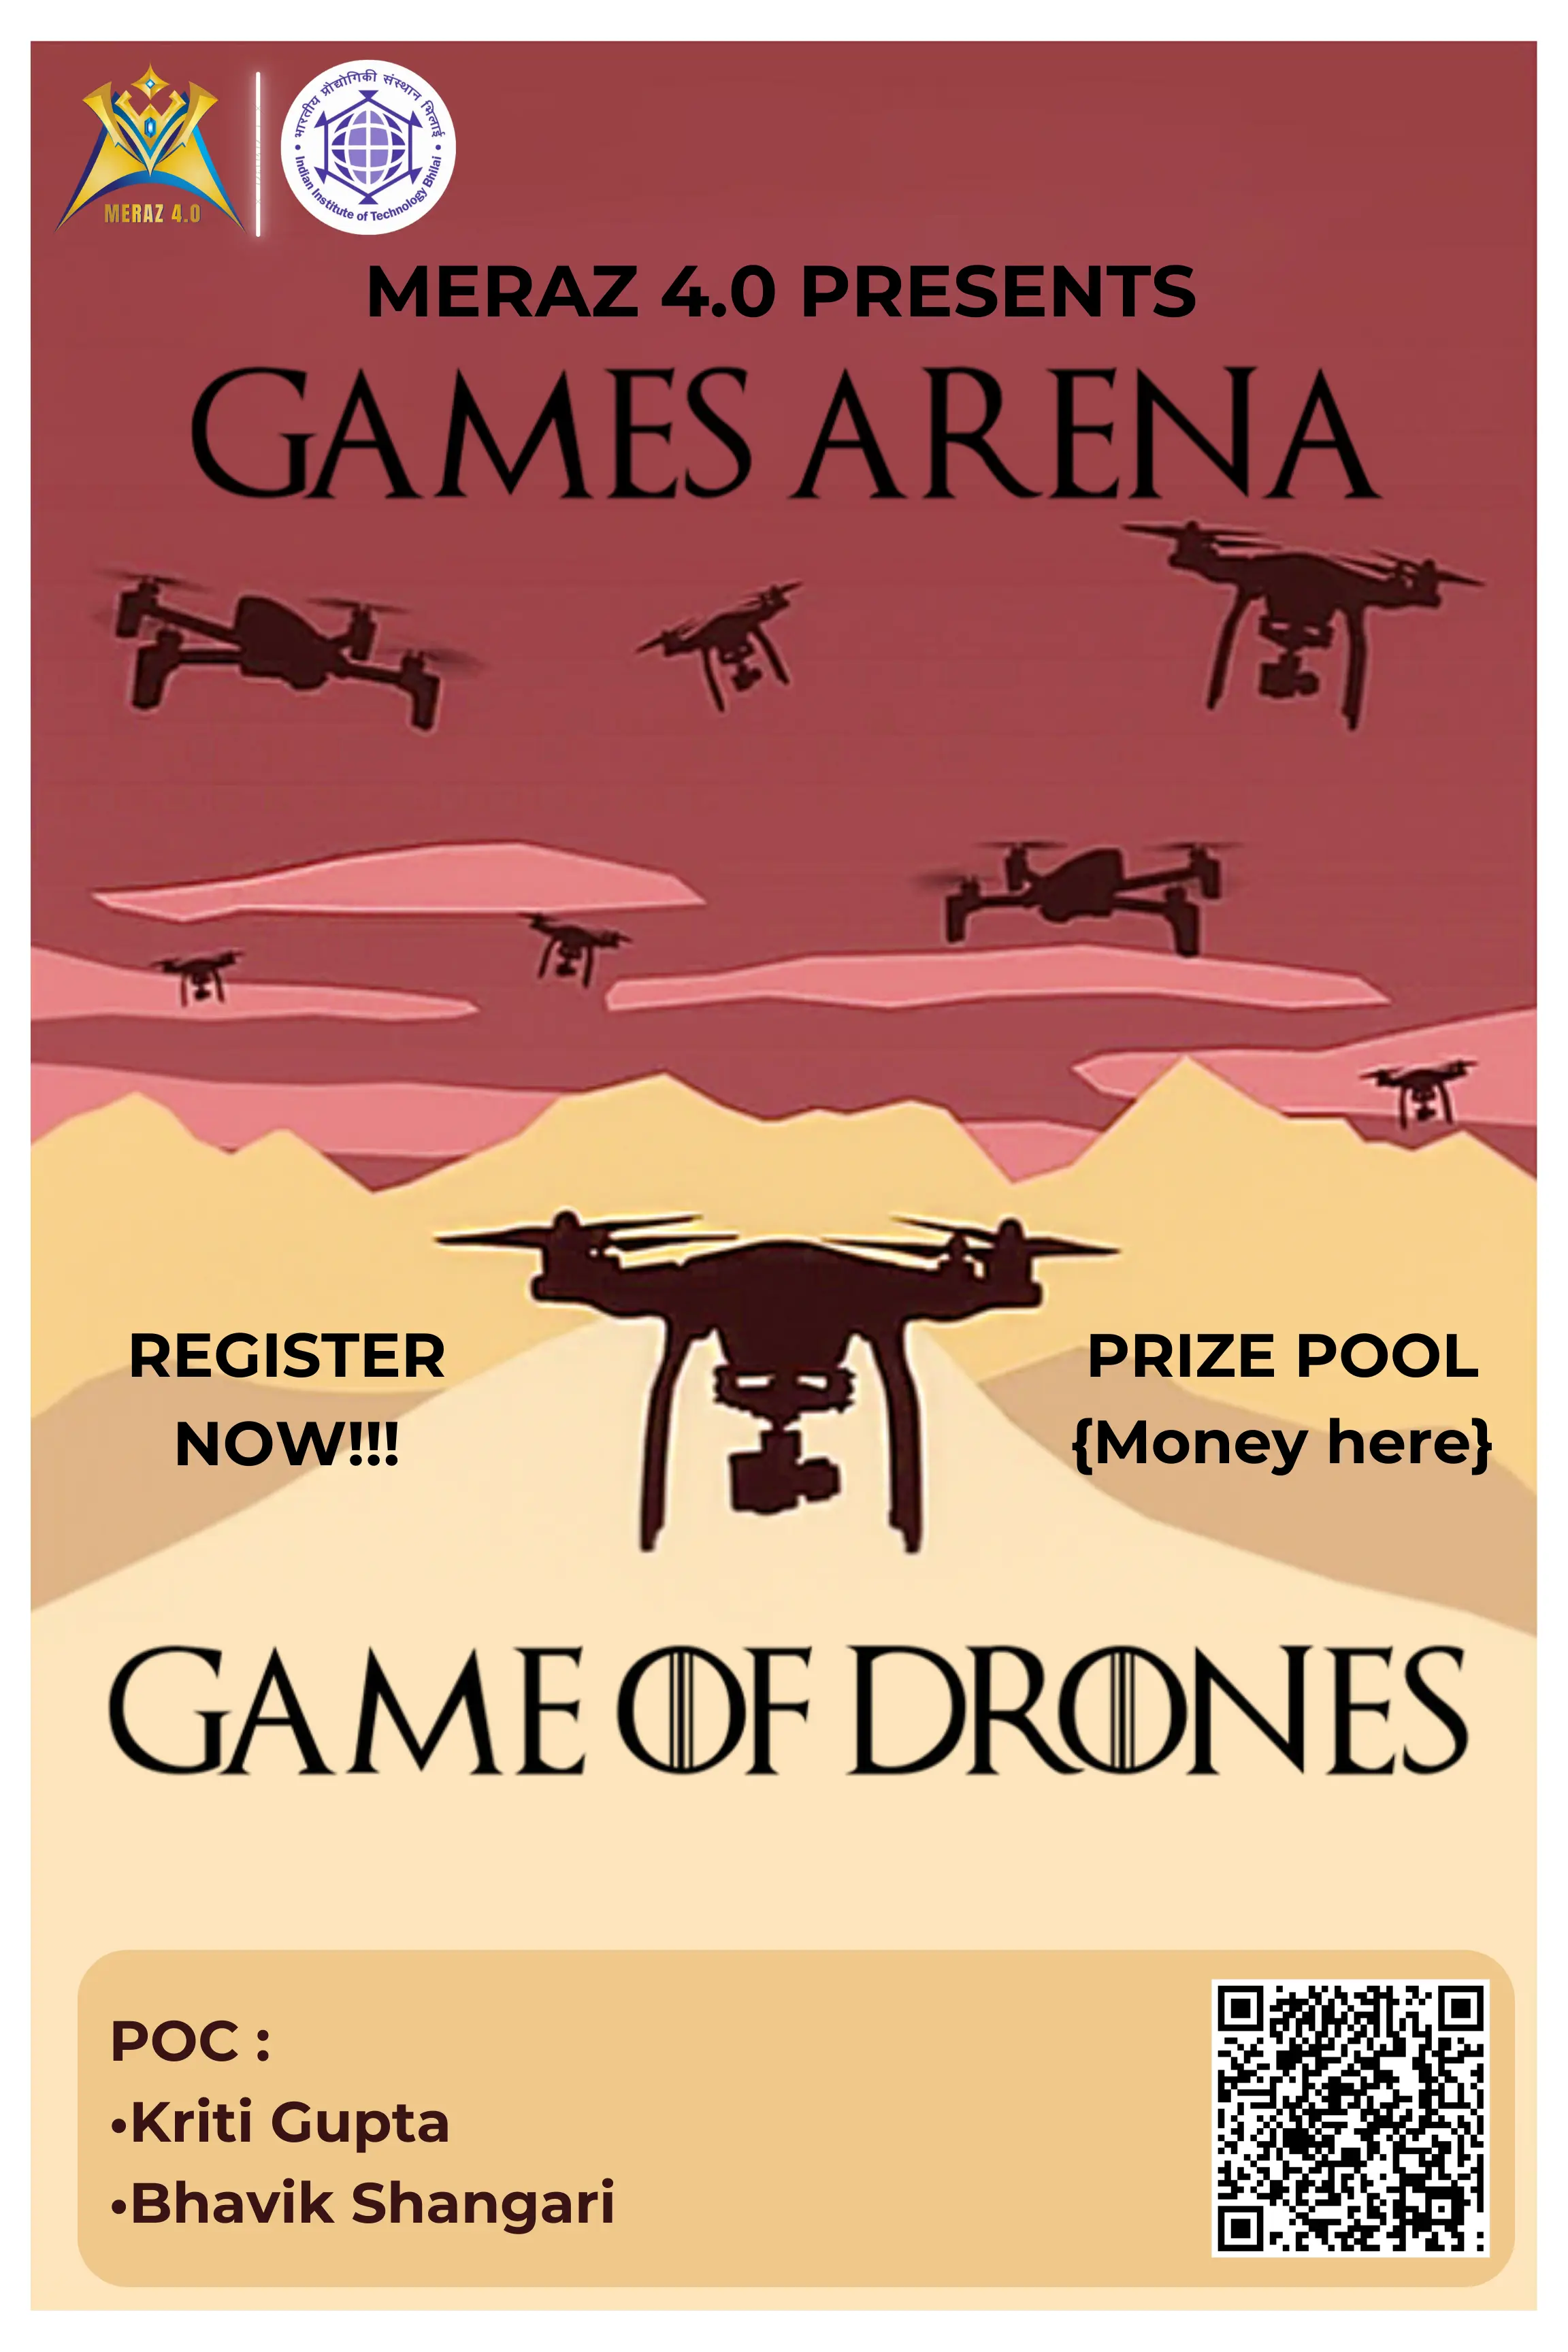 MERAZ 4.0
भारतीय प्रौद्योगिकी संस्थान भिलाई
Indian Institute of Technology Bhilai
MERAZ 4.0 PRESENTS
GAMES ARENA
REGISTER
NOW!!!
PRIZE POOL
{Money here}
GAME OF DRONES
POC :
•Kriti Gupta
•Bhavik Shangari